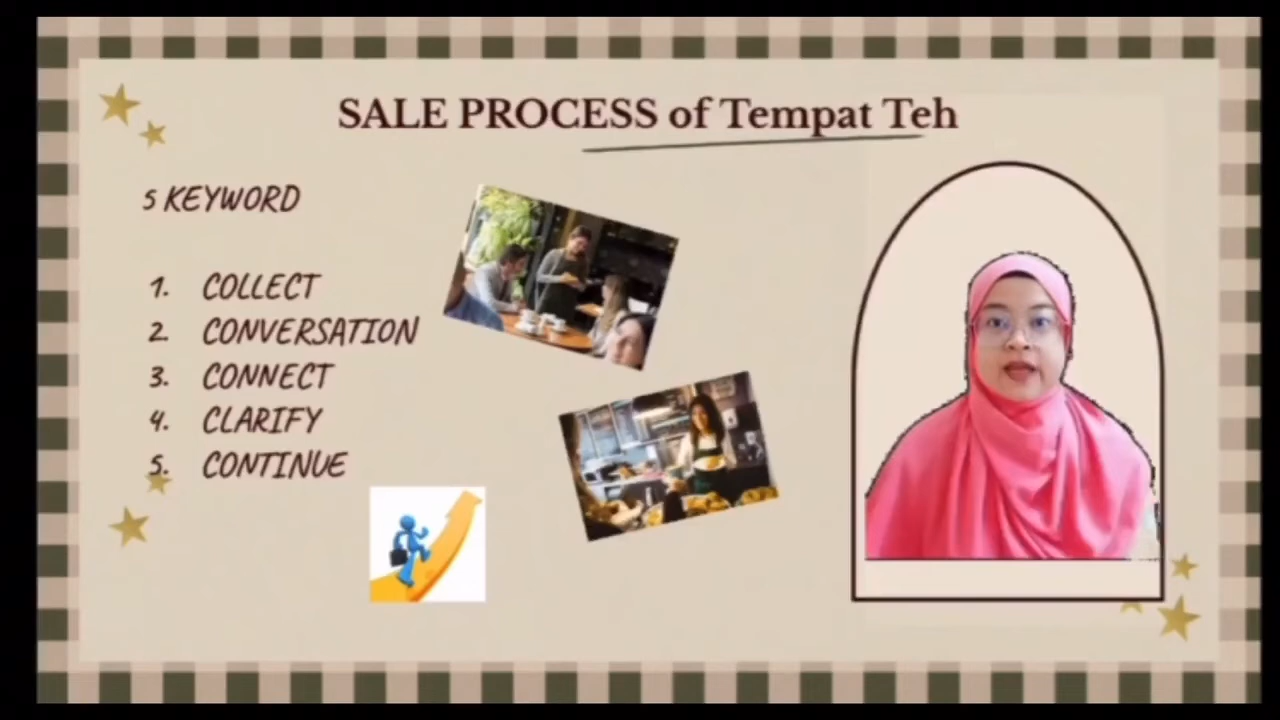 SALE PROCESS of Tempat Teh
5 KEYWORD
1. COLLECT
2. CONVERSATION
3. CONNECT
4. CLARIFY
5. CONTINUE